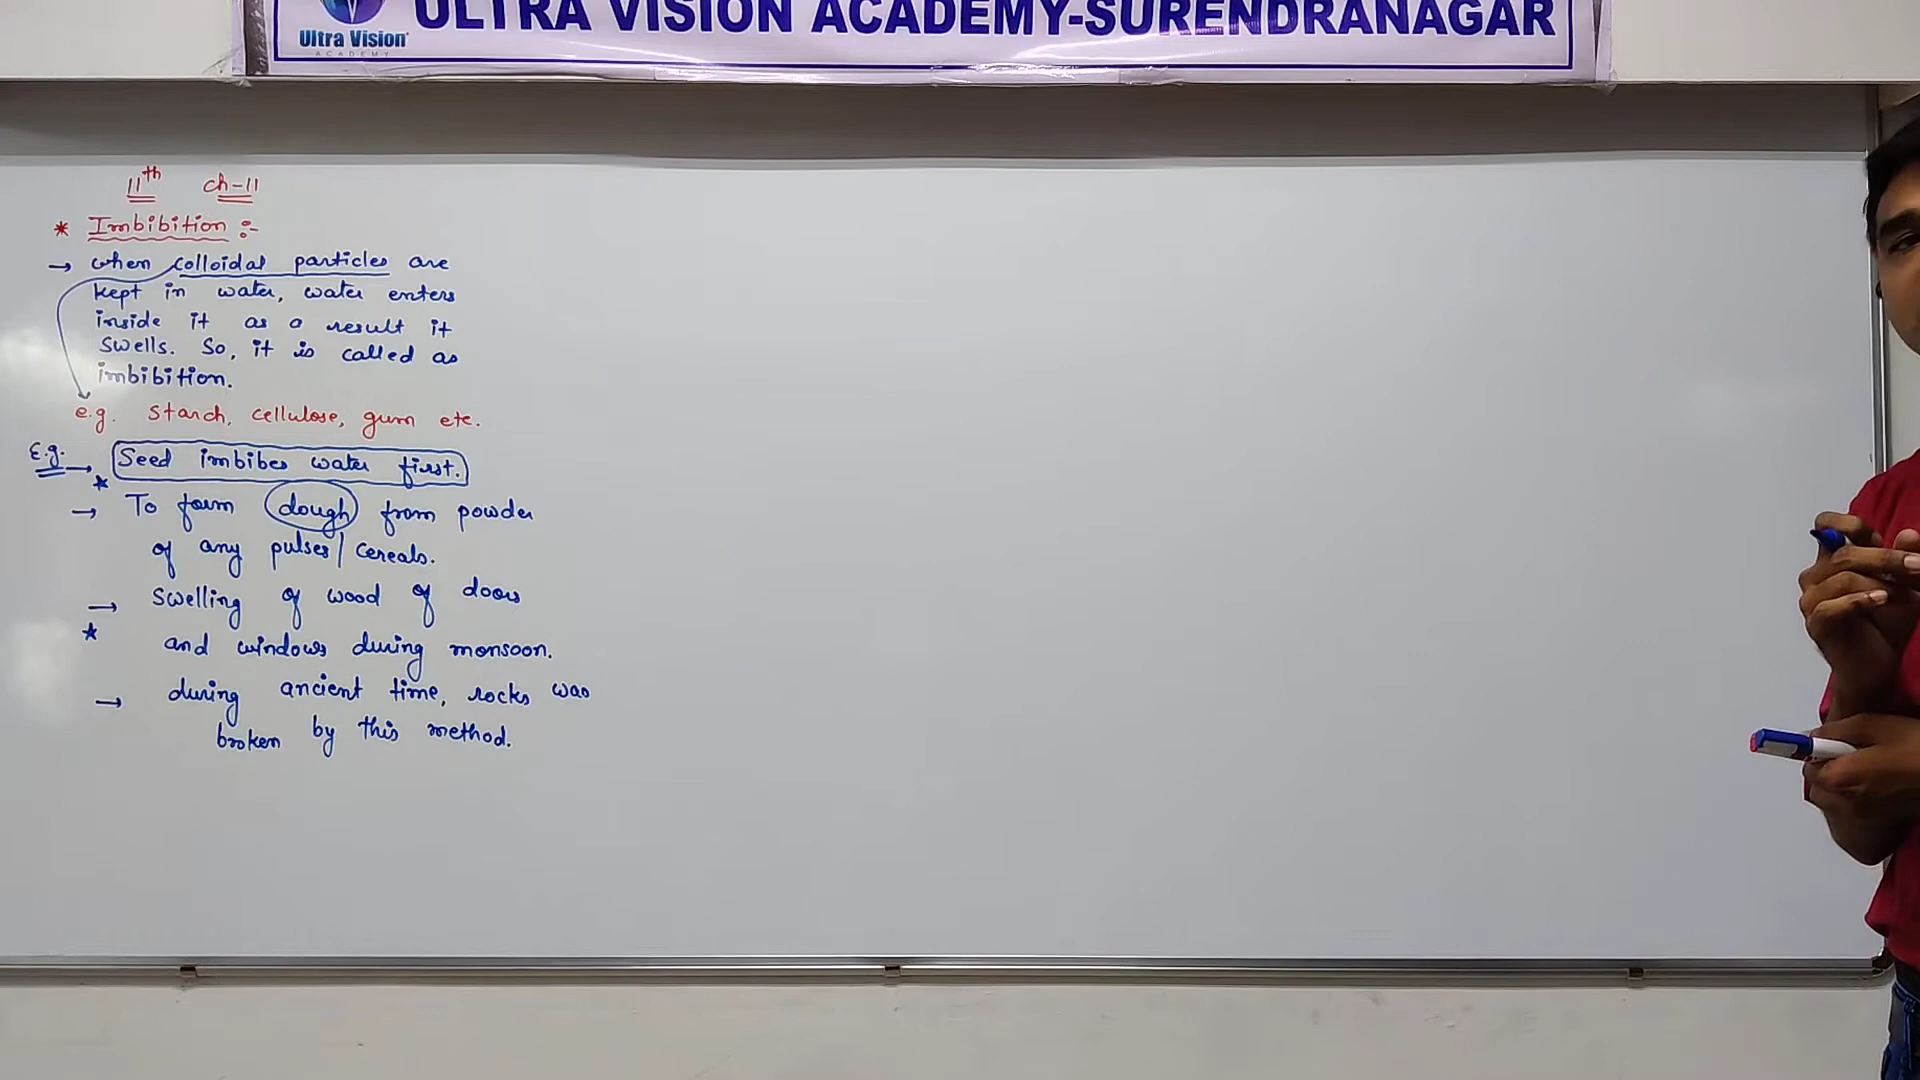 ULTRA VISION ACADEMY-SURENDRANAGAR
Ultra Vision
ACADEMY
11th ch-11
* Imbibition :-
→ when colloidal particles are
kept in water, water enters
inside it as a result it
swells. So, it is called as
imbibition.
e.g. Starch, cellulose, gum etc.
E.g. → Seed imbibes water first.
→ To form dough from powder
of any pulses/cereals.
→ Swelling of wood of doors
and windows during monsoon.
→ during ancient time, rocks was
broken by this method.